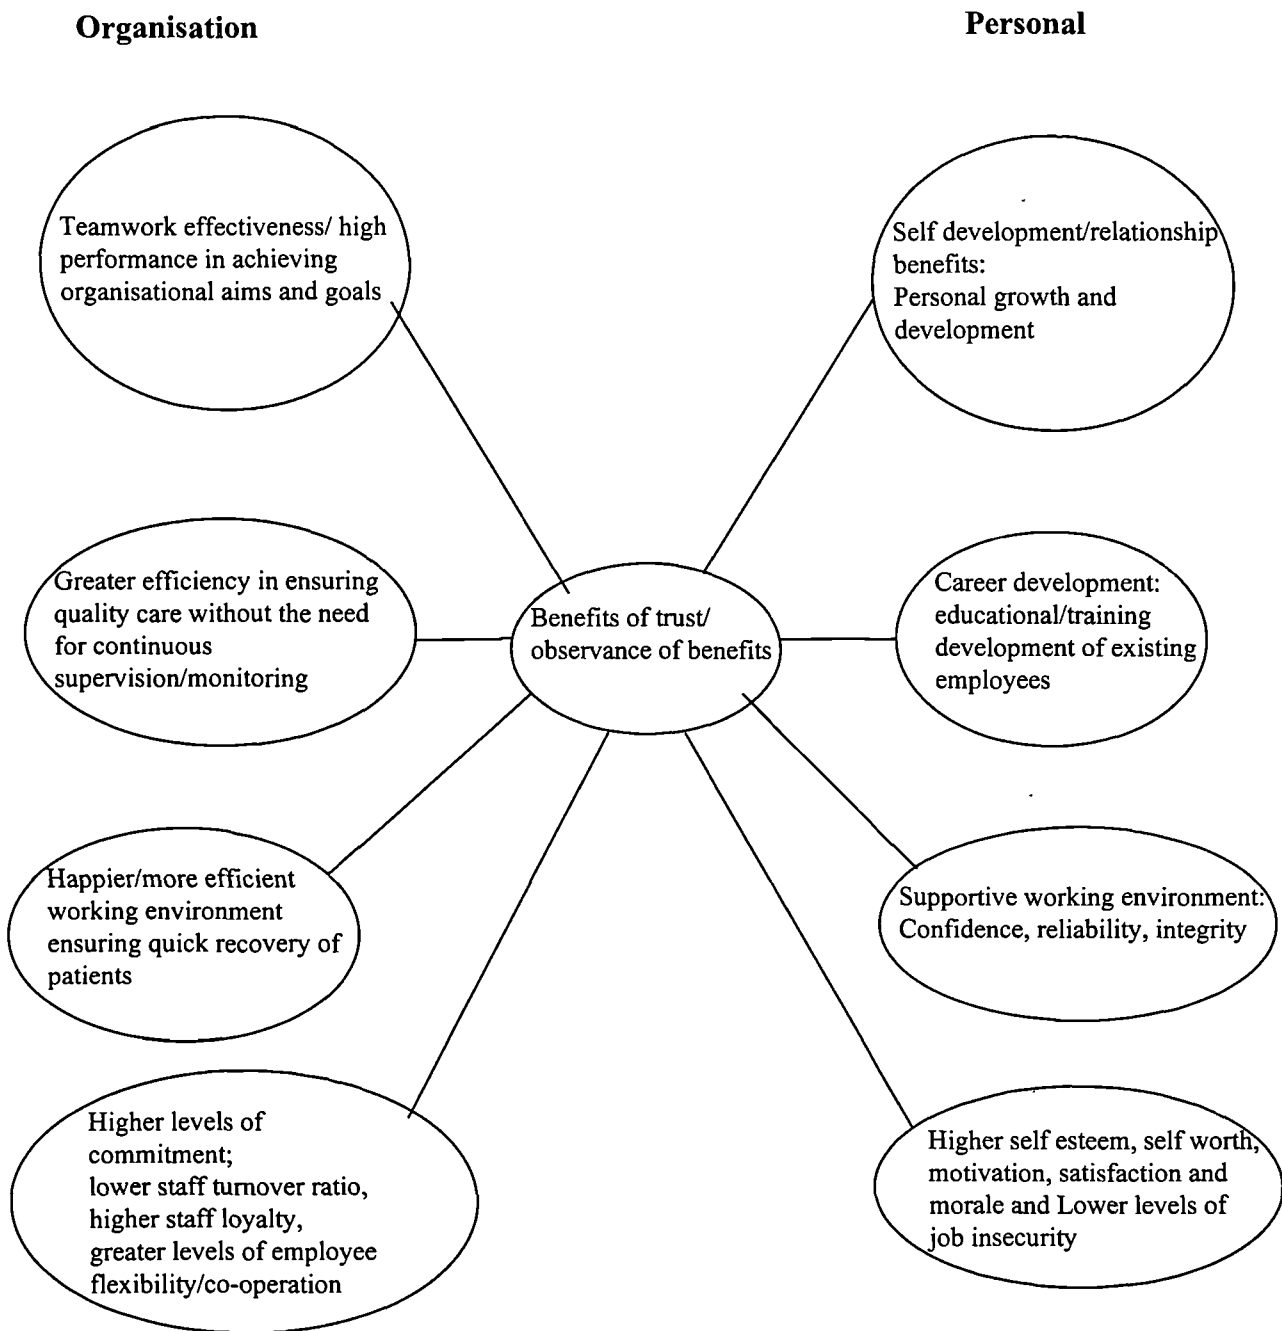 Organisation
Personal
Teamwork effectiveness/ high
performance in achieving
organisational aims and goals
Self development/relationship
benefits:
Personal growth and
development
Greater efficiency in ensuring
quality care without the need
for continuous
supervision/monitoring
Benefits of trust/
observance of benefits
Career development:
educational/training
development of existing
employees
Happier/more efficient
working environment
ensuring quick recovery of
patients
Supportive working environment:
Confidence, reliability, integrity
Higher levels of
commitment;
lower staff turnover ratio,
higher staff loyalty,
greater levels of employee
flexibility/co-operation
Higher self esteem, self worth,
motivation, satisfaction and
morale and Lower levels of
job insecurity